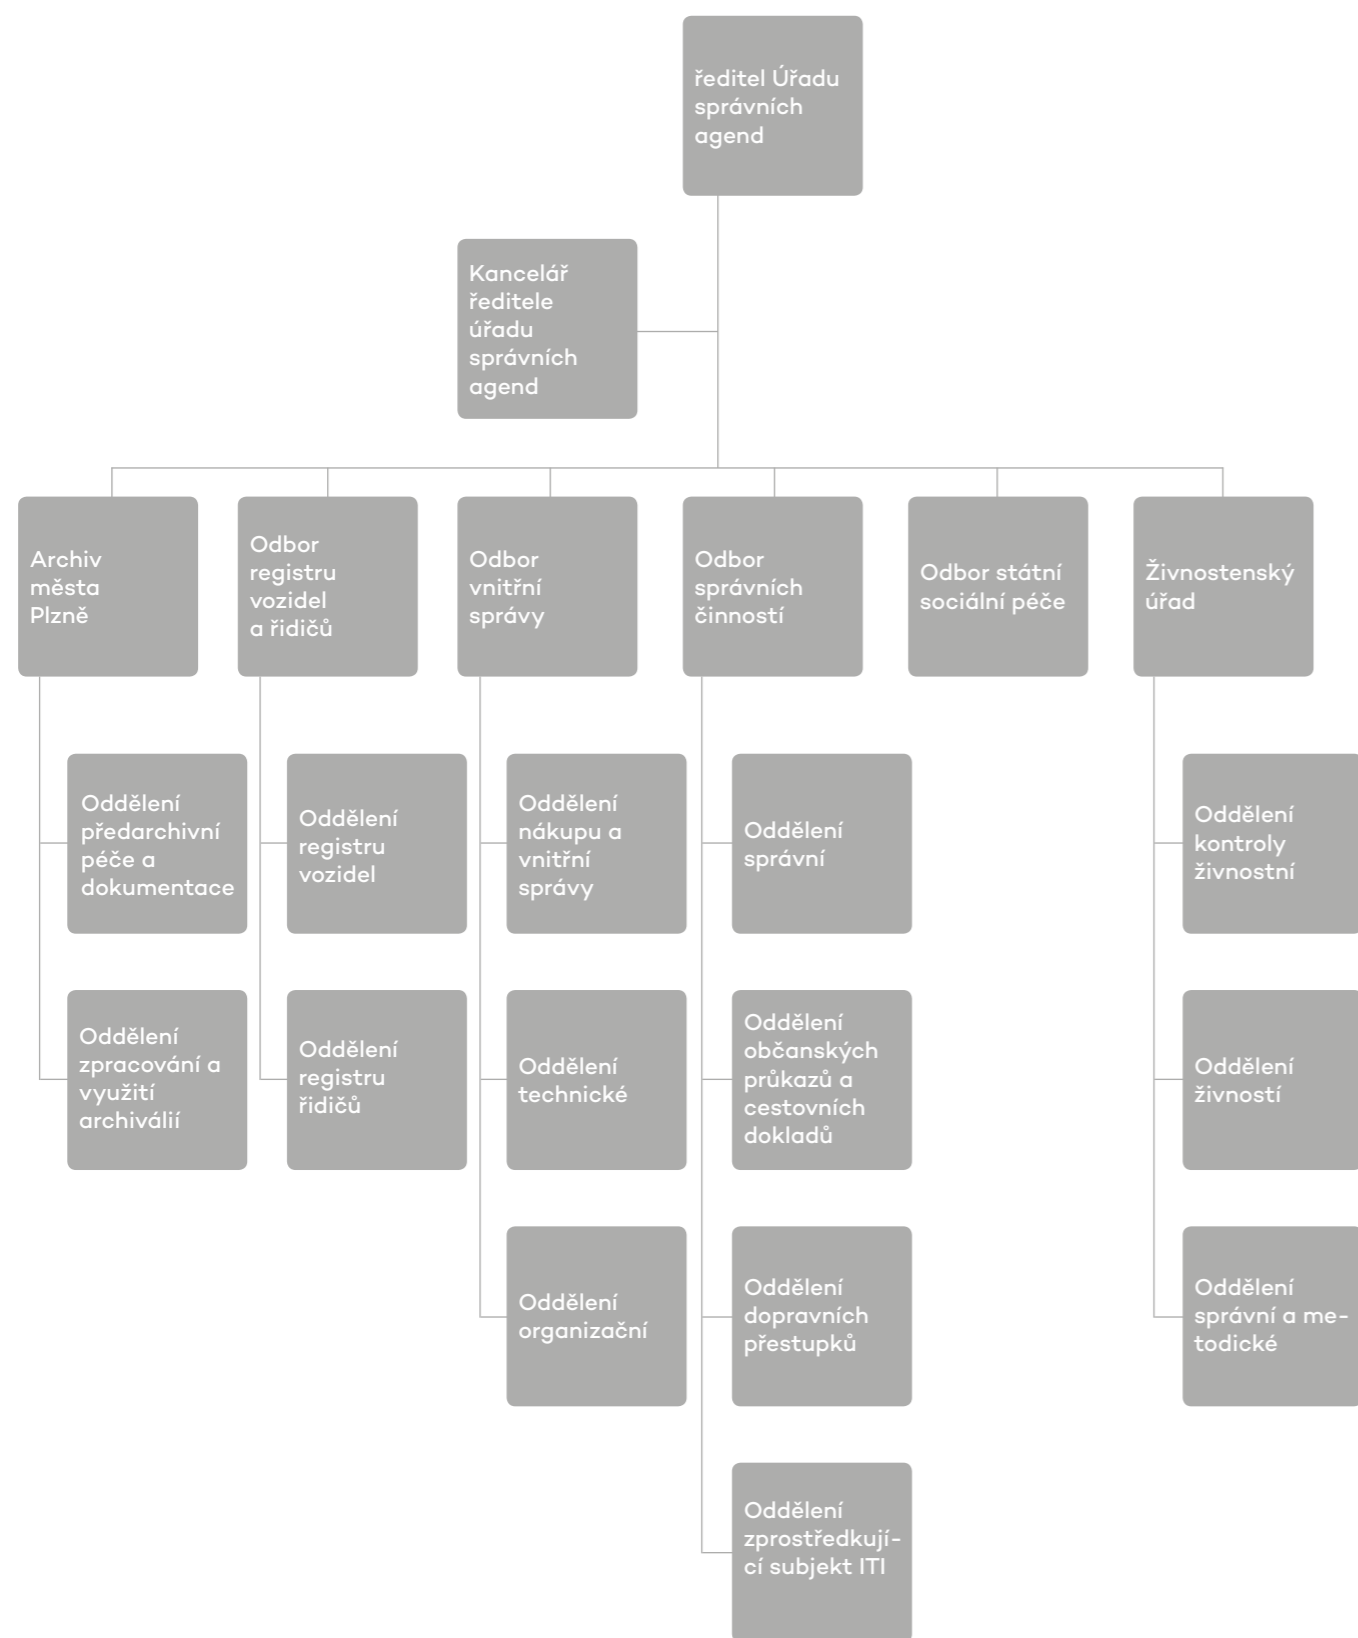 ředitel Úřadu
správních
agend
Kancelář
ředitele
úřadu
správních
agend
Archiv
města
Plzně
Odbor
registru
vozidel
a řidičů
Odbor
vnitřní
správy
Odbor
správních
činností
Odbor státní
sociální péče
Živnostenský
úřad
Oddělení
předarchivní
péče a
dokumentace
Oddělení
registru
vozidel
Oddělení
nákupu a
vnitřní
správy
Oddělení
správní
Oddělení
kontroly
živnostní
Oddělení
zpracování a
využití
archiválií
Oddělení
registru
řidičů
Oddělení
technické
Oddělení
občanských
průkazů a
cestovních
dokladů
Oddělení
živností
Oddělení
organizační
Oddělení
dopravních
přestupků
Oddělení
správní a me-
todické
Oddělení
zprostředkují-
cí subjekt ITI